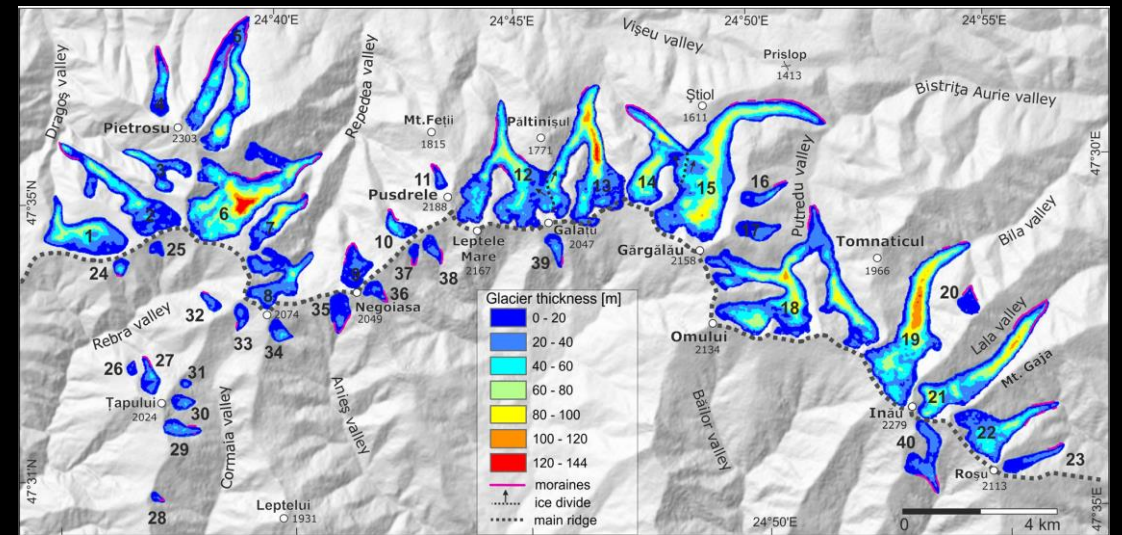 24°40'E
24°45'E
24°50'E
24°55'E
Vișeu valley
Prislop
1413
Bistrița Aurie valley
Dragoș valley
Repedea valley
Știol
1611
5
4
Pietrosu
2303
Mt.Feții
1815
Păltinișul
1771
47°30'E
47°35'N
3
11
Pusdrele
2188
12
13
14
15
16
Putredu valley
1
2
6
7
25
24
10
17
Leptele
Mare
2167
Galațu
2047
Gărgălău
2158
Tomnaticul
1966
Bila valley
37
38
39
8
9
36
Negoiasa
2049
35
2074
Rebra valley
32
33
34
Glacier thickness [m]
0 - 20
20 - 40
40 - 60
60 - 80
80 - 100
100 - 120
120 - 144
moraines
ice divide
main ridge
18
Omului
2134
19
20
Lala valley
Mt. Gaja
26
27
31
Țapului
2024
30
29
Cormaia valley
Anieș valley
Băilor valley
21
Inău
2279
22
40
23
Roșu
2113
47°31'N
28
Leptelui
1931
24°50'E
0
4 km
47°35'E